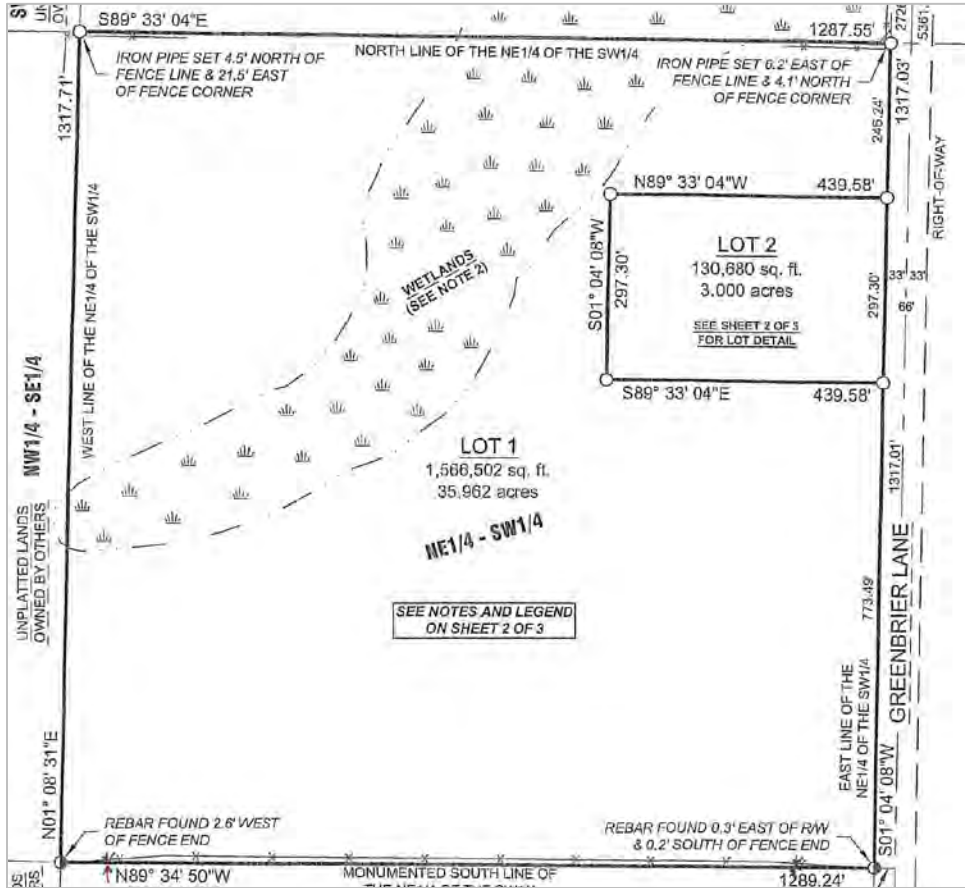 S89° 33' 04"E
1287.55'
NORTH LINE OF THE NE1/4 OF THE SW1/4
IRON PIPE SET 4.5' NORTH OF
FENCE LINE & 21.5' EAST
OF FENCE CORNER
IRON PIPE SET 6.2' EAST OF
FENCE LINE & 4.1' NORTH
OF FENCE CORNER
1317.71'
1317.03'
5361.
RIGHT-OF-WAY
N89° 33' 04"W
439.58'
WEST LINE OF THE NE1/4 OF THE SW1/4
LOT 2
130,680 sq. ft.
3.000 acres
SEE SHEET 2 OF 3
FOR LOT DETAIL
S01° 04' 08"W
297.30'
297.30'
33' 33'
66'
WETLANDS
(SEE NOTE 2)
S89° 33' 04"E
439.58'
NW1/4 - SE1/4
UNPLATTED LANDS
OWNED BY OTHERS
LOT 1
1,566,502 sq. ft.
35.962 acres
NE1/4 - SW1/4
1317.01'
SEE NOTES AND LEGEND
ON SHEET 2 OF 3
773.49'
GREENBRIER LANE
EAST LINE OF THE
NE1/4 OF THE SW1/4
N01° 08' 31"E
S01° 04' 08"W
REBAR FOUND 2.6' WEST
OF FENCE END
REBAR FOUND 0.3' EAST OF R/W
& 0.2' SOUTH OF FENCE END
N89° 34' 50"W
MONUMENTED SOUTH LINE OF
1289.24'